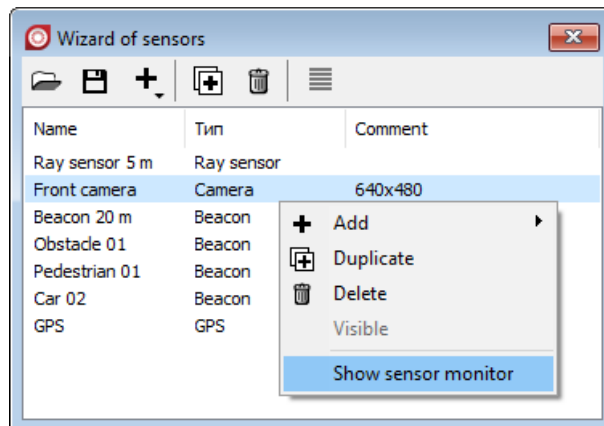 Wizard of sensors
Name Тип Comment
Ray sensor 5 m Ray sensor
Front camera Camera 640x480
Beacon 20 m Beacon
Obstacle 01 Beacon
Pedestrian 01 Beacon
Car 02 Beacon
GPS GPS
Add
Duplicate
Delete
Visible
Show sensor monitor